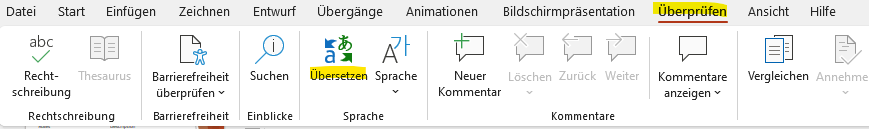 Datei Start Einfügen Zeichnen Entwurf Übergänge Animationen Bildschirmpräsentation Überprüfen Ansicht Hilfe
abc
Recht-
schreibung
Thesaurus
Barrierefreiheit
überprüfen
Suchen
Übersetzen
Sprache
Neuer
Kommentar
Löschen
Zurück
Weiter
Kommentare
anzeigen
Vergleichen
Annehme
Rechtschreibung Barrierefreiheit Einblicke Sprache Kommentare